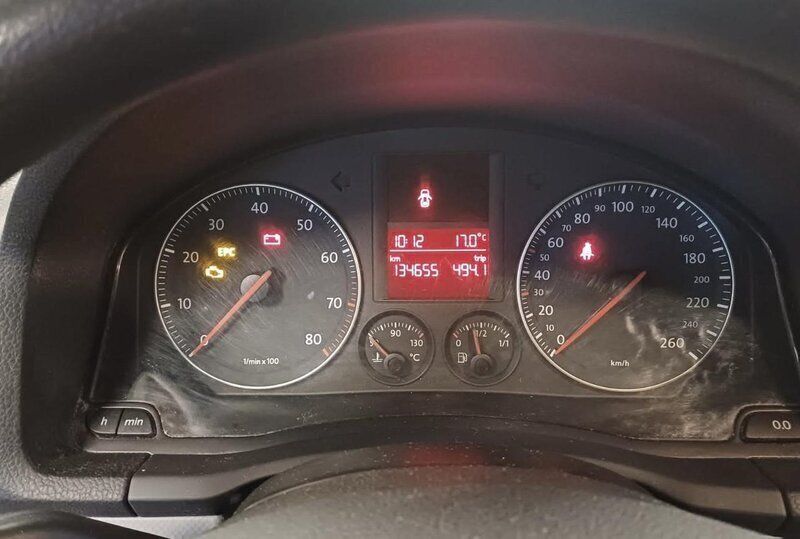 0 10 20 30 40 50 60 70 80
EPC
1/min x 100
10:12 17.0°C
km trip
134655 494.1
90 130
°C
0 1/2 1/1
0 10 20 30 40 50 60 80 100 120 140 160 180 200 220 240 260
km/h
h min
0.0